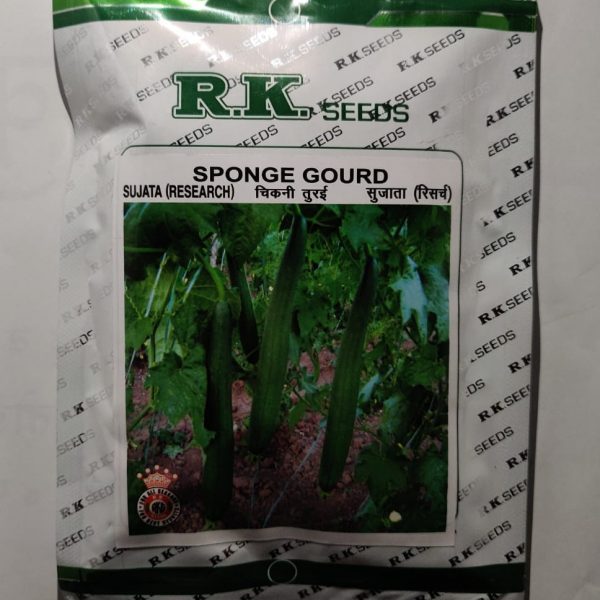 R.K. SEEDS
SPONGE GOURD
SUJATA (RESEARCH) चिकनी तुरई सुजाता (रिसर्च)